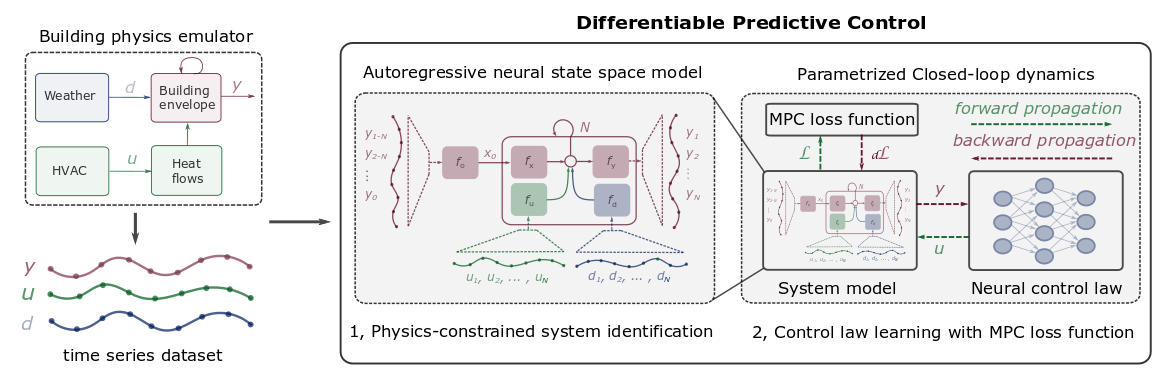 Differentiable Predictive Control
Building physics emulator
Weather
d
Building
envelope
y
HVAC
u
Heat
flows
y
u
d
time series dataset
Autoregressive neural state space model
y1-N
y2-N
⋮
y0
fo
x0
fx
N
fy
fu
fd
y1
y2
⋮
yN
u1, u2, ... , uN
d1, d2, ... , dN
1, Physics-constrained system identification
Parametrized Closed-loop dynamics
MPC loss function
forward propagation
backward propagation
ℒ
dℒ
y
u
System model
Neural control law
2, Control law learning with MPC loss function